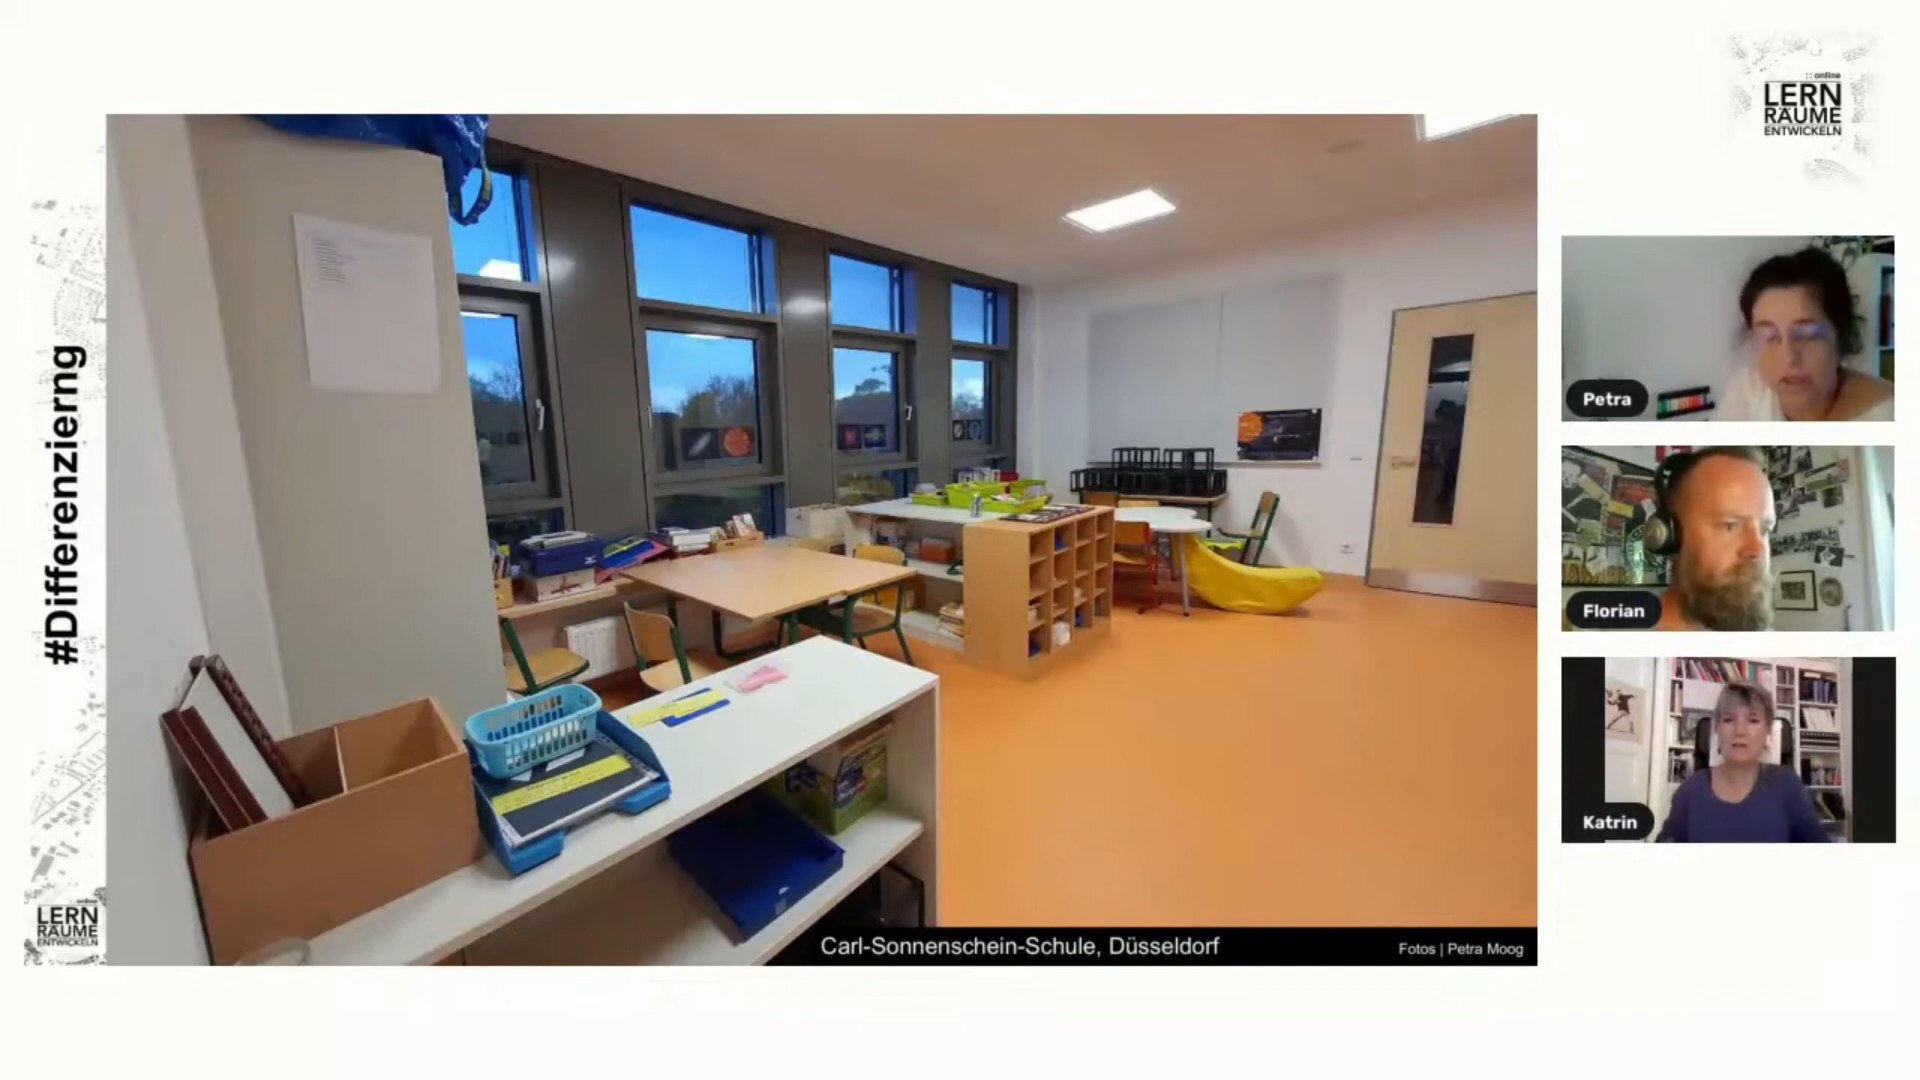 :: online
LERN
RÄUME
ENTWICKELN
#Differenzierng
Petra
Florian
Katrin
online
LERN
RÄUME
ENTWICKELN
Carl-Sonnenschein-Schule, Düsseldorf
Fotos | Petra Moog